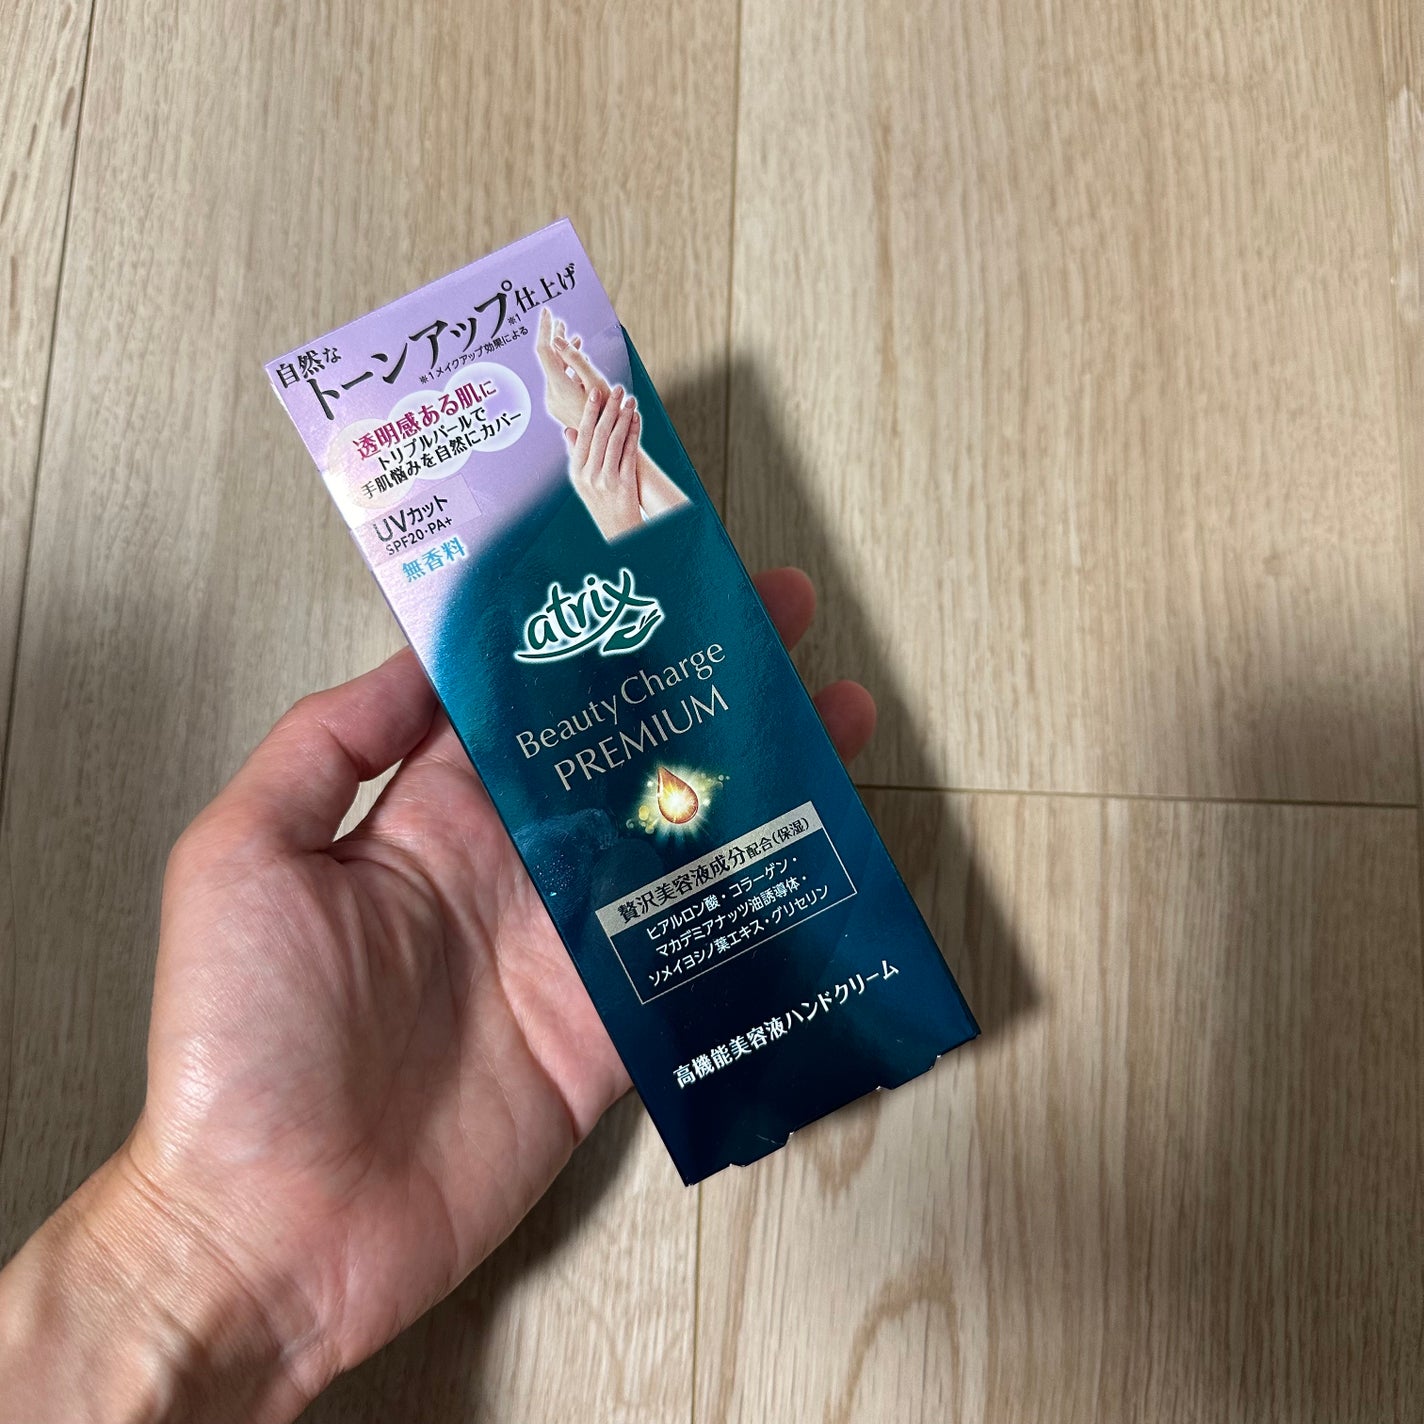 自然な
トーンアップ※1仕上げ
※1メイクアップ効果による
透明感ある肌に
トリプルパールで
手肌悩みを自然にカバー
UVカット
SPF20・PA+
無香料
atrix
Beauty Charge
PREMIUM
贅沢美容液成分配合(保湿)
ヒアルロン酸・コラーゲン・
マカデミアナッツ油誘導体・
ソメイヨシノ葉エキス・グリセリン
高機能美容液ハンドクリーム